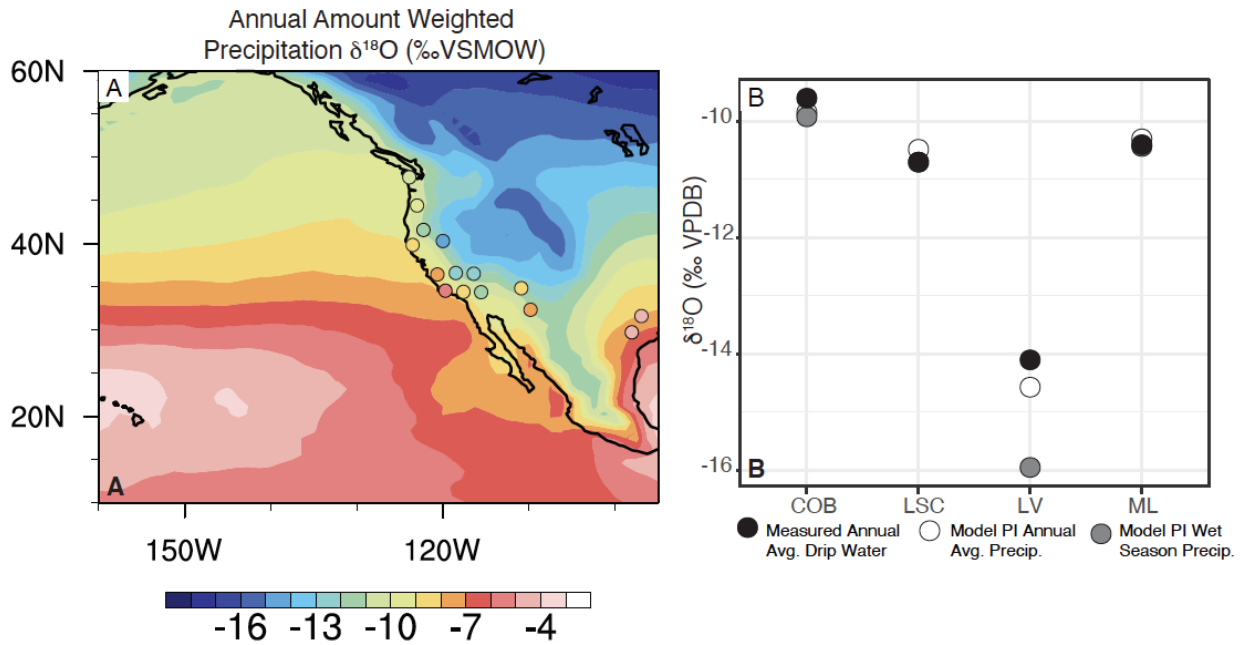 Annual Amount Weighted
Precipitation δ¹⁸O (‰VSMOW)
60N
40N
20N
A
A
150W
120W
-16 -13 -10 -7 -4
B
-10
-12
-14
-16
δ¹⁸O (‰ VPDB)
B
COB LSC LV ML
Measured Annual
Avg. Drip Water
Model PI Annual
Avg. Precip.
Model PI Wet
Season Precip.